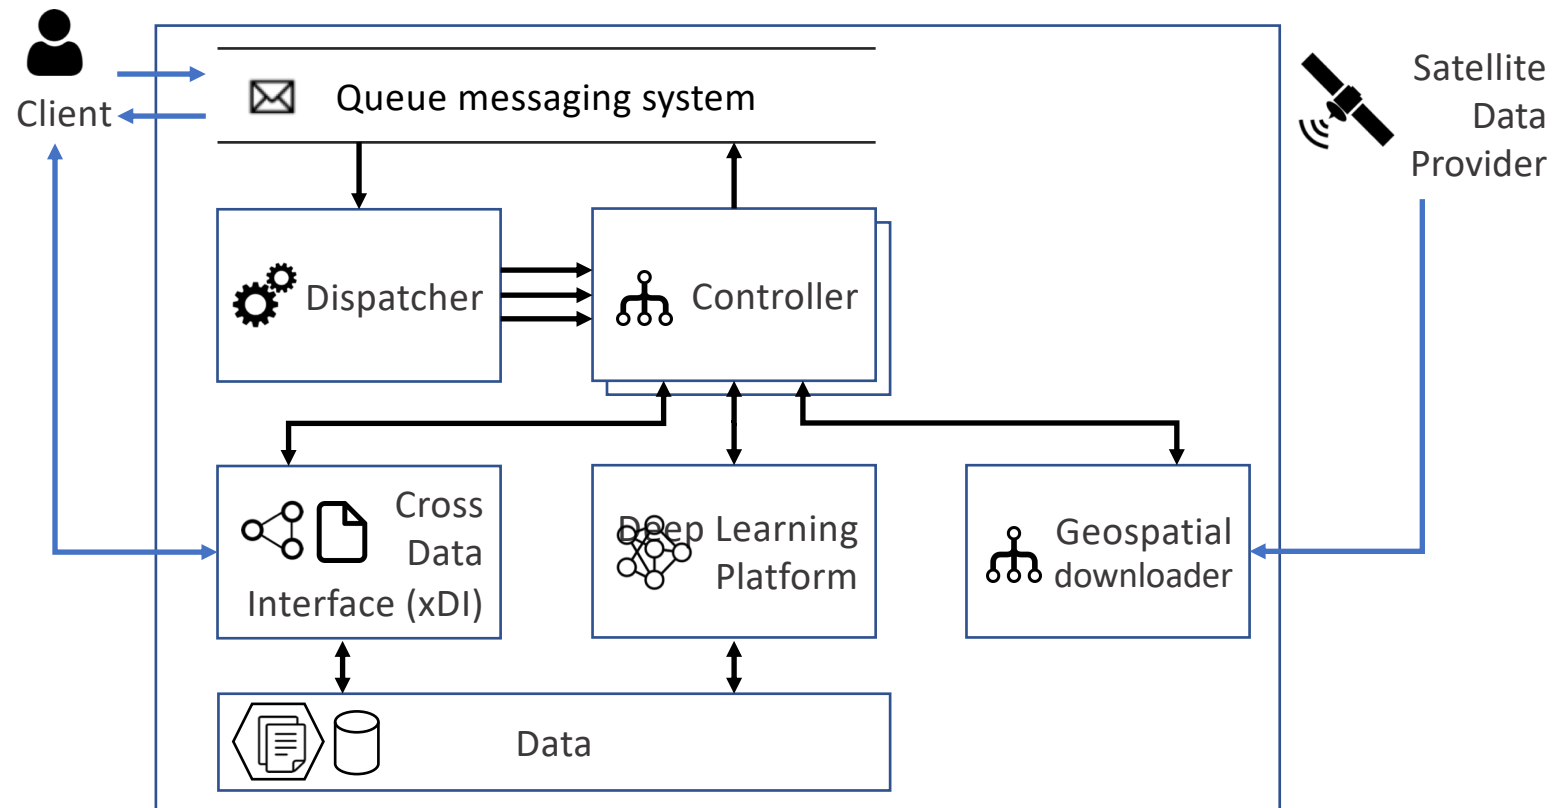 Client
Queue messaging system
Satellite
Data
Provider
Dispatcher
Controller
Cross
Data
Interface (xDI)
Deep Learning
Platform
Geospatial
downloader
Data